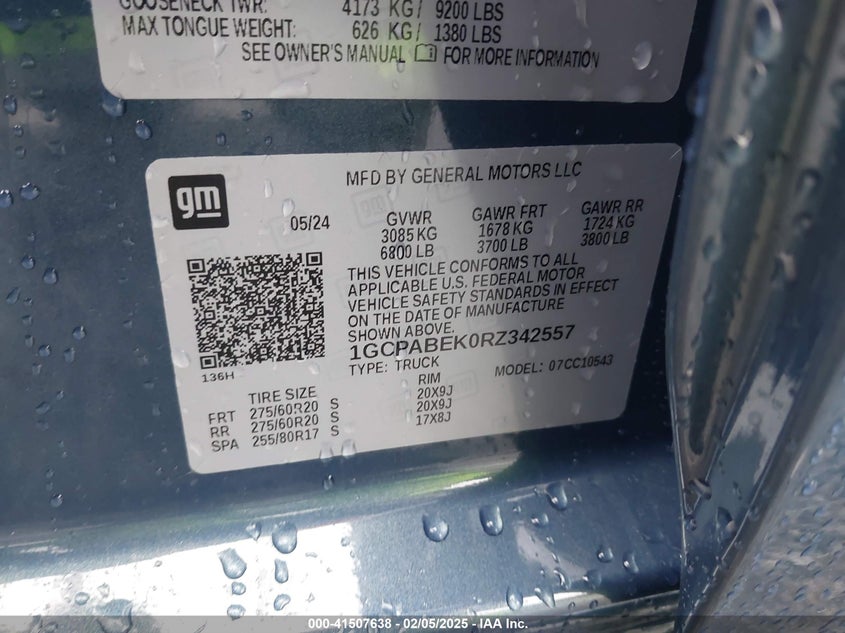 GOOSENECK TWR: 4173 KG / 9200 LBS
MAX TONGUE WEIGHT: 626 KG / 1380 LBS
SEE OWNER'S MANUAL FOR MORE INFORMATION
gm
MFD BY GENERAL MOTORS LLC
05/24 GVWR GAWR FRT GAWR RR
3085 KG 1678 KG 1724 KG
6800 LB 3700 LB 3800 LB
THIS VEHICLE CONFORMS TO ALL
APPLICABLE U.S. FEDERAL MOTOR
VEHICLE SAFETY STANDARDS IN EFFECT
ON THE DATE OF MANUFACTURE
SHOWN ABOVE.
1GCPABEK0RZ342557
136H TYPE: TRUCK MODEL: 07CC10543
TIRE SIZE RIM
FRT 275/60R20 S 20X9J
RR 275/60R20 S 20X9J
SPA 255/80R17 S 17X8J
000-41507638 - 02/05/2025 - IAA Inc.